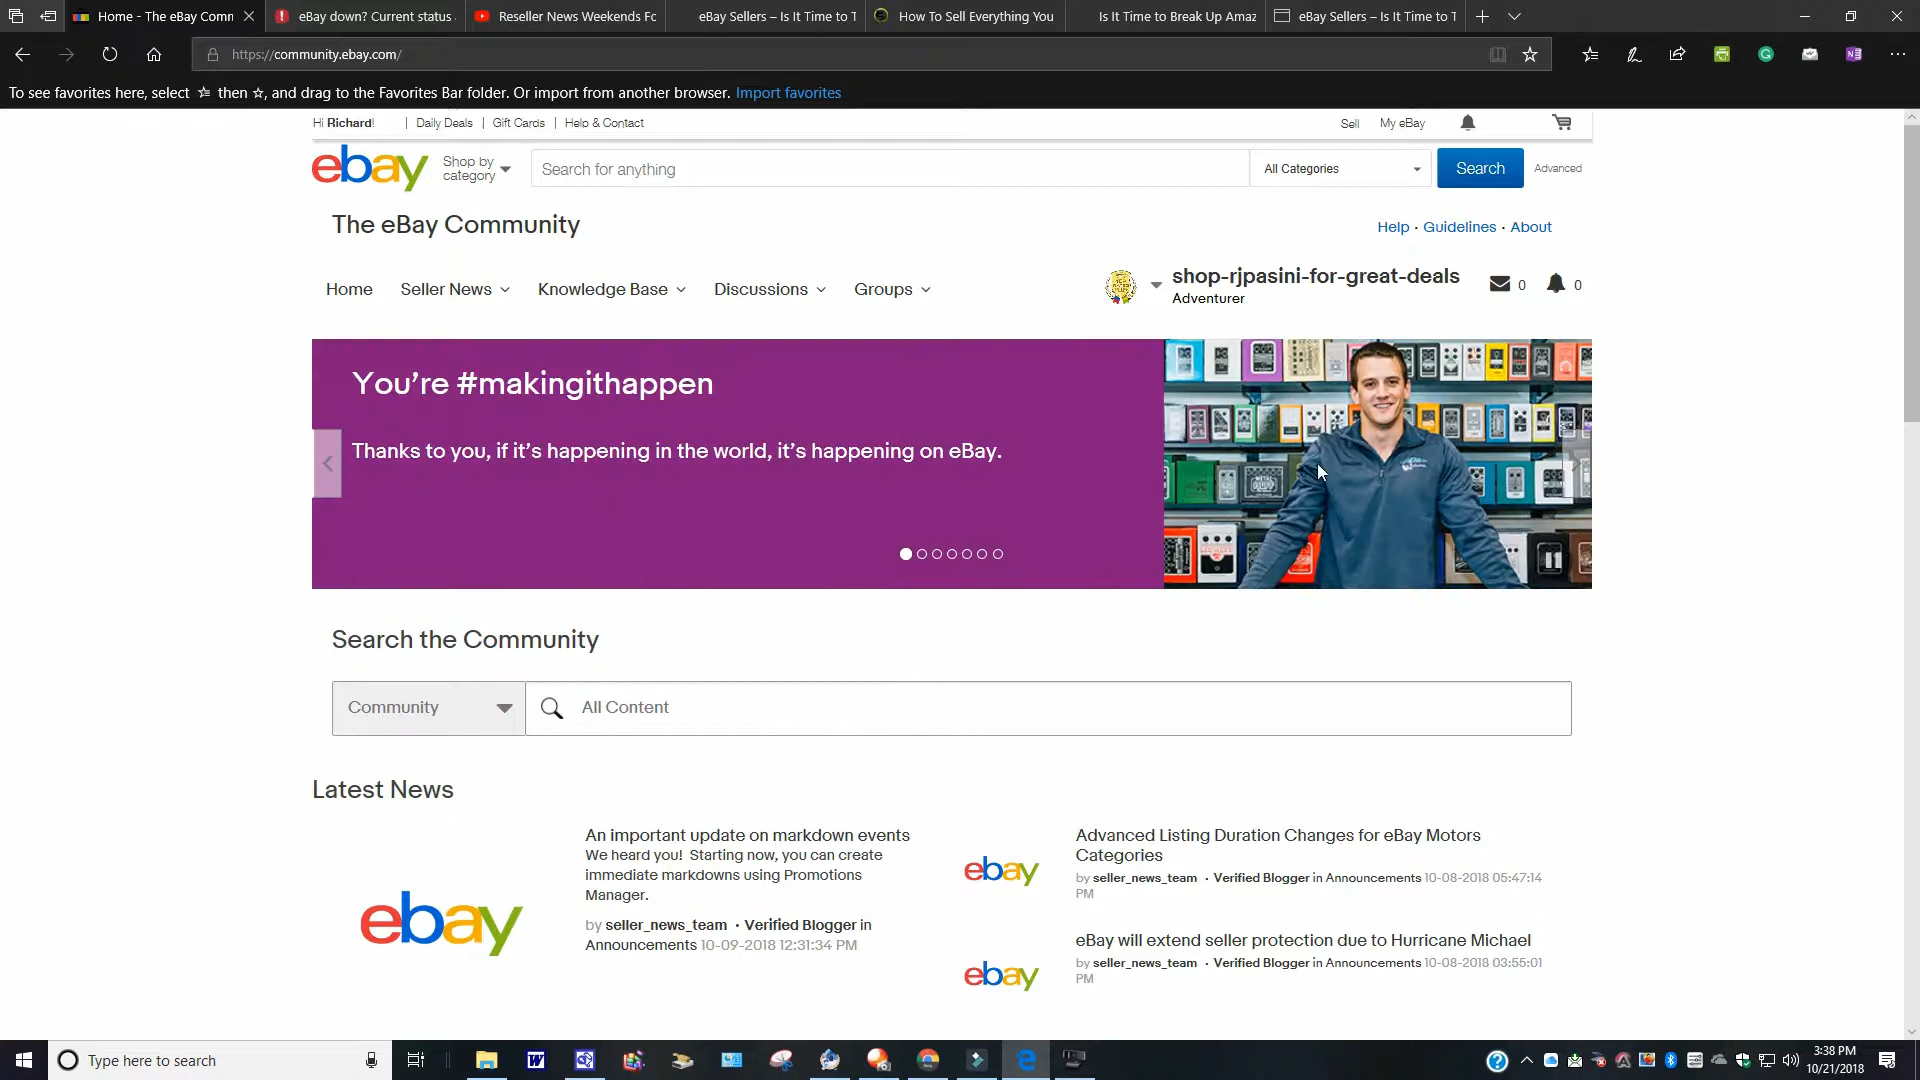 Home - The eBay Comm
eBay down? Current status
Reseller News Weekends Fo
eBay Sellers – Is It Time to T
How To Sell Everything You
Is It Time to Break Up Amaz
eBay Sellers – Is It Time to T
https://community.ebay.com/
To see favorites here, select then ☆, and drag to the Favorites Bar folder. Or import from another browser. Import favorites
Hi Richard! | Daily Deals | Gift Cards | Help & Contact
Sell My eBay
ebay
Shop by
category
Search for anything
All Categories
Search
Advanced
The eBay Community
Help · Guidelines · About
Home Seller News Knowledge Base Discussions Groups
shop-rjpasini-for-great-deals
Adventurer
0 0
You're #makingithappen
Thanks to you, if it's happening in the world, it's happening on eBay.
Search the Community
Community
All Content
Latest News
ebay
An important update on markdown events
We heard you! Starting now, you can create
immediate markdowns using Promotions
Manager.
by seller_news_team · Verified Blogger in
Announcements 10-09-2018 12:31:34 PM
ebay
Advanced Listing Duration Changes for eBay Motors
Categories
by seller_news_team · Verified Blogger in Announcements 10-08-2018 05:47:14
PM
ebay
eBay will extend seller protection due to Hurricane Michael
by seller_news_team · Verified Blogger in Announcements 10-08-2018 03:55:01
PM
Type here to search
3:38 PM
10/21/2018